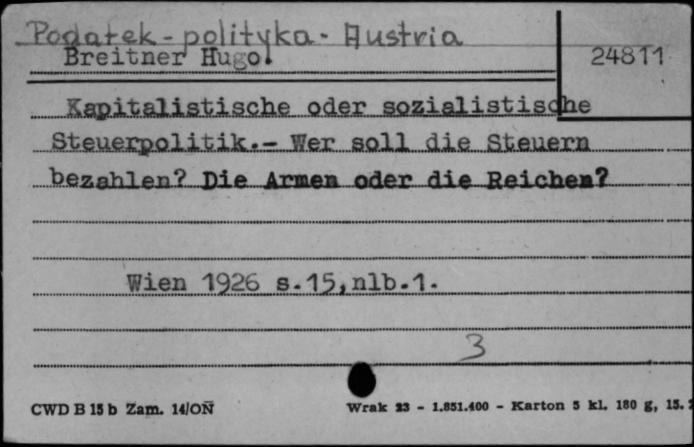 Podatek - polityka - Austria
Breitner Hugo.
24811
Kapitalistische oder sozialistische
Steuerpolitik.- Wer soll die Steuern
bezahlen? Die Armen oder die Reichen?
Wien 1926 s.15,nlb.1.
3
CWD B 15 b Zam. 14/ON
Wrak 23 - 1.851.400 - Karton 5 kl. 180 g, 15.